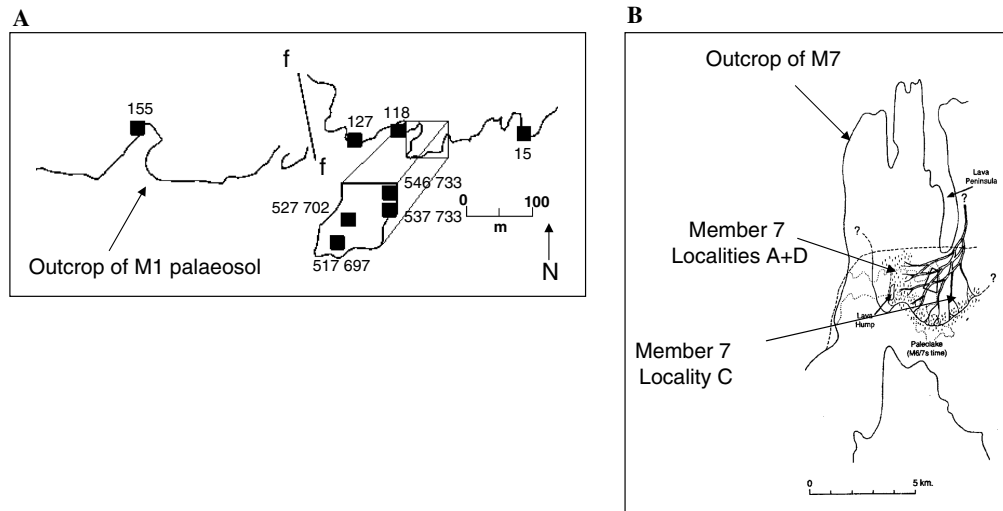 A
f
155
127
118
15
f
546 733
527 702
537 733
0
100
m
517 697
N
Outcrop of M1 palaeosol
B
Outcrop of M7
Lava
Peninsula
?
Member 7
Localities A+D
?
?
Lava
Hump
Paleolake
(M6/7s time)
Member 7
Locality C
0
5 km.